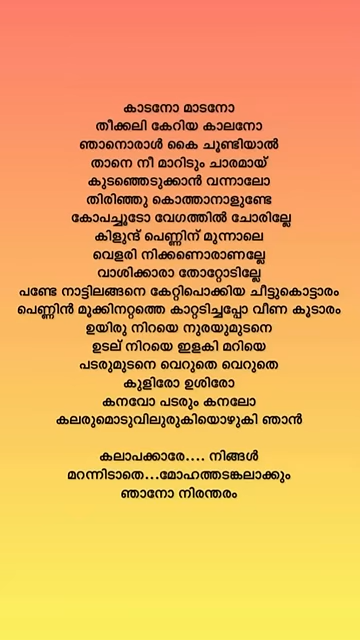 കാടനോ മാടനോ
തീക്കലി കേറിയ കാലനോ
ഞാനൊരാൾ കൈ ചൂണ്ടിയാൽ
താനെ നീ മാറിടും ചാരമായ്
കുടഞ്ഞെടുക്കാൻ വന്നാലോ
തിരിഞ്ഞു കൊത്താനാളുണ്ടേ
കോപച്ചൂടോ വേഗത്തിൽ ചോരില്ലേ
കിളുന്ദ് പെണ്ണിന് മുന്നാലെ
വെളരി നിക്കണൊരാണല്ലേ
വാശിക്കാരാ തോറ്റോടില്ലേ
പണ്ടേ നാട്ടിലങ്ങനെ കേറ്റിപൊക്കിയ ചീട്ടുകൊട്ടാരം
പെണ്ണിൻ മൂക്കിനറ്റത്തെ കാറ്റടിച്ചപ്പോ വീണ കൂടാരം
ഉയിരു നിറയെ നുരയുമുടനെ
ഉടല് നിറയെ ഇളകി മറിയെ
പടരുമുടനെ വെറുതെ വെറുതെ
കുളിരോ ഉശിരോ
കനവോ പടരും കനലോ
കലരുമൊടുവിലുരുകിയൊഴുകി ഞാൻ
കലാപക്കാരേ.... നിങ്ങൾ
മറന്നിടാതെ...മോഹത്തടങ്കലാക്കും
ഞാനോ നിരന്തരം